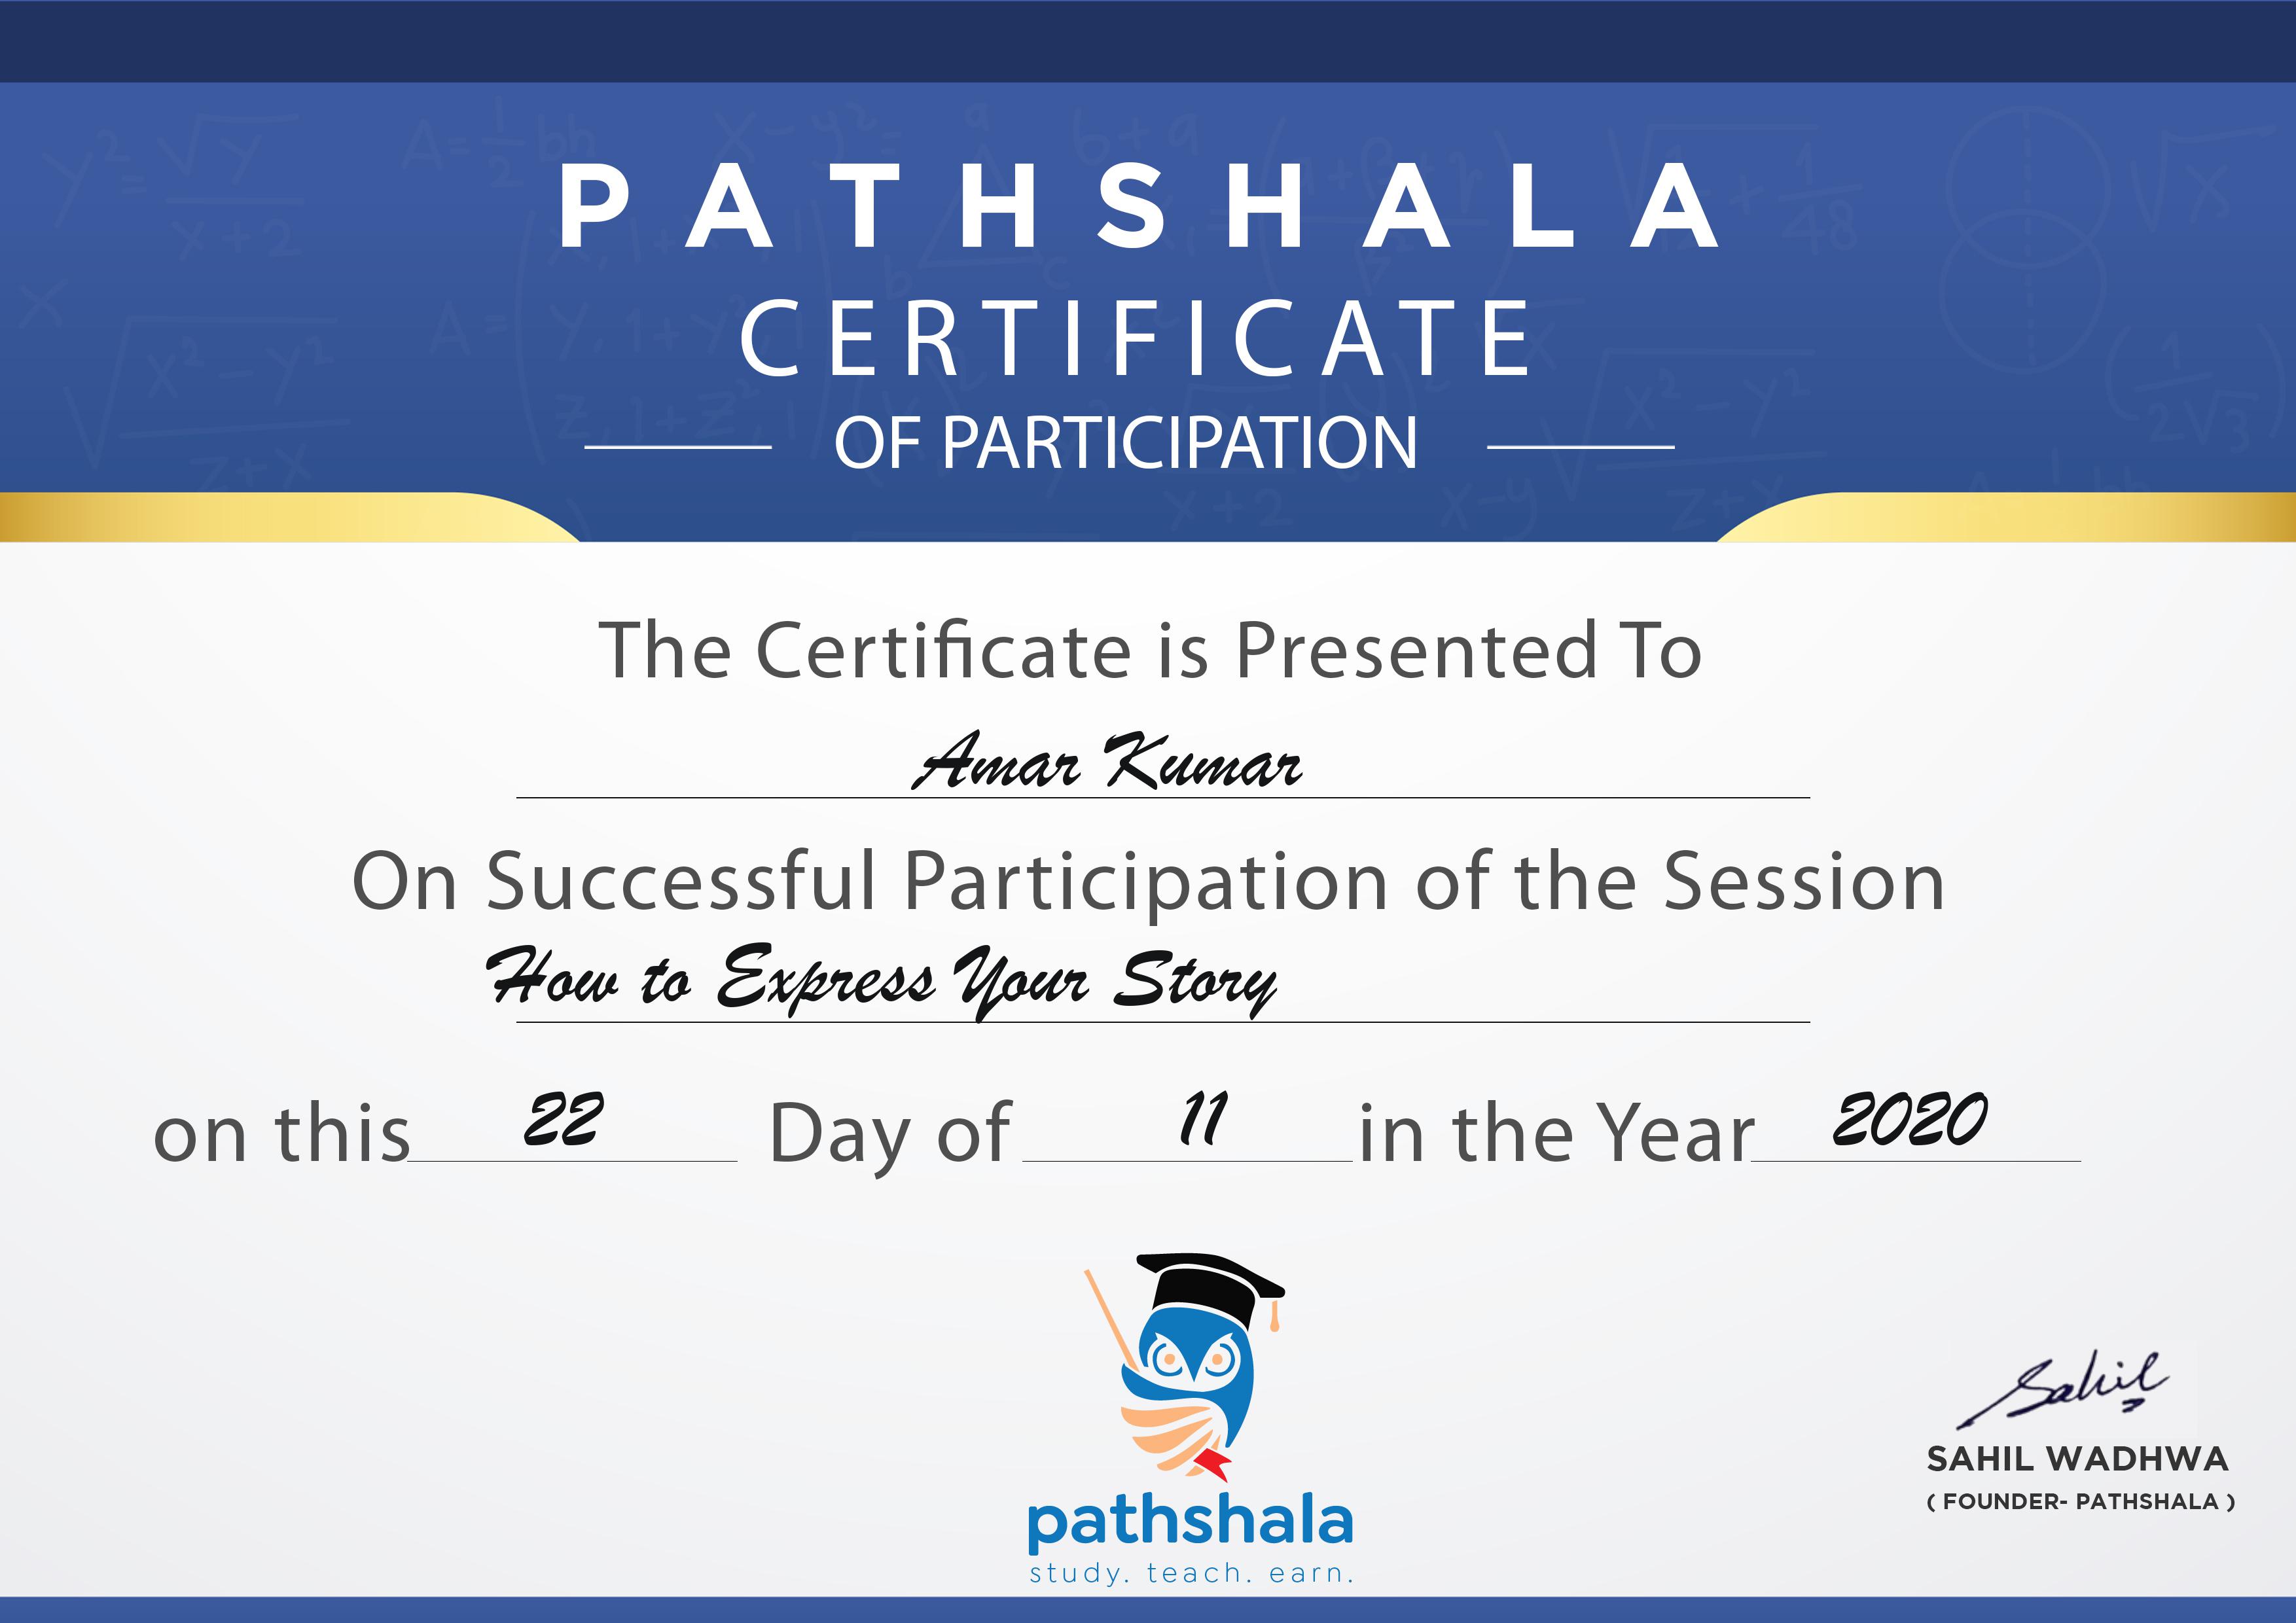 PATHSHALA
CERTIFICATE
OF PARTICIPATION
The Certificate is Presented To
Amar Kumar
On Successful Participation of the Session
How to Express Your Story
on this 22 Day of 11 in the Year 2020
Sahil
SAHIL WADHWA
( FOUNDER- PATHSHALA )
pathshala
study. teach. earn.